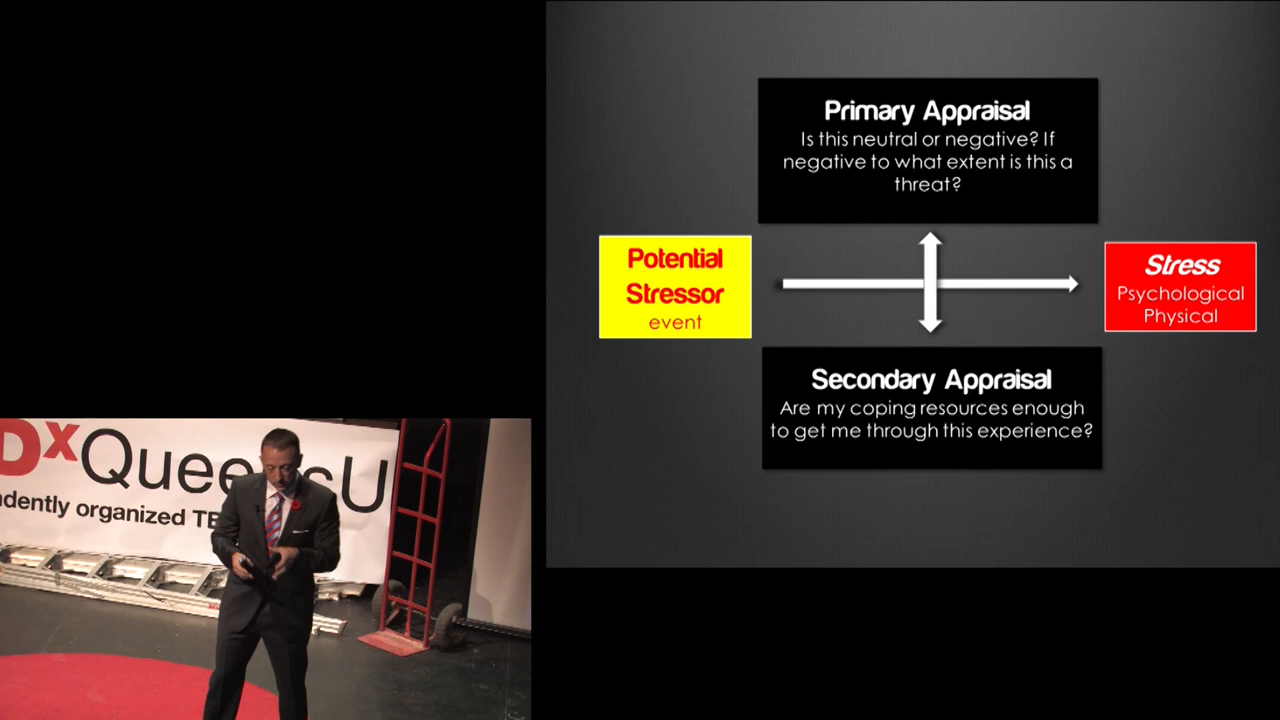 Primary Appraisal
Is this neutral or negative? If
negative to what extent is this a
threat?
Potential
Stressor
event
Stress
Psychological
Physical
Secondary Appraisal
Are my coping resources enough
to get me through this experience?
Dx Quee sU
ndently organized TE